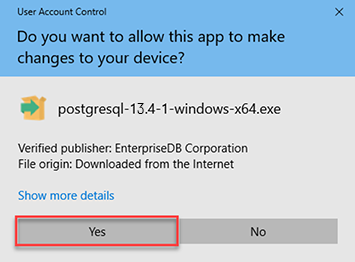 User Account Control
Do you want to allow this app to make
changes to your device?
postgresql-13.4-1-windows-x64.exe
Verified publisher: EnterpriseDB Corporation
File origin: Downloaded from the Internet
Show more details
Yes
No